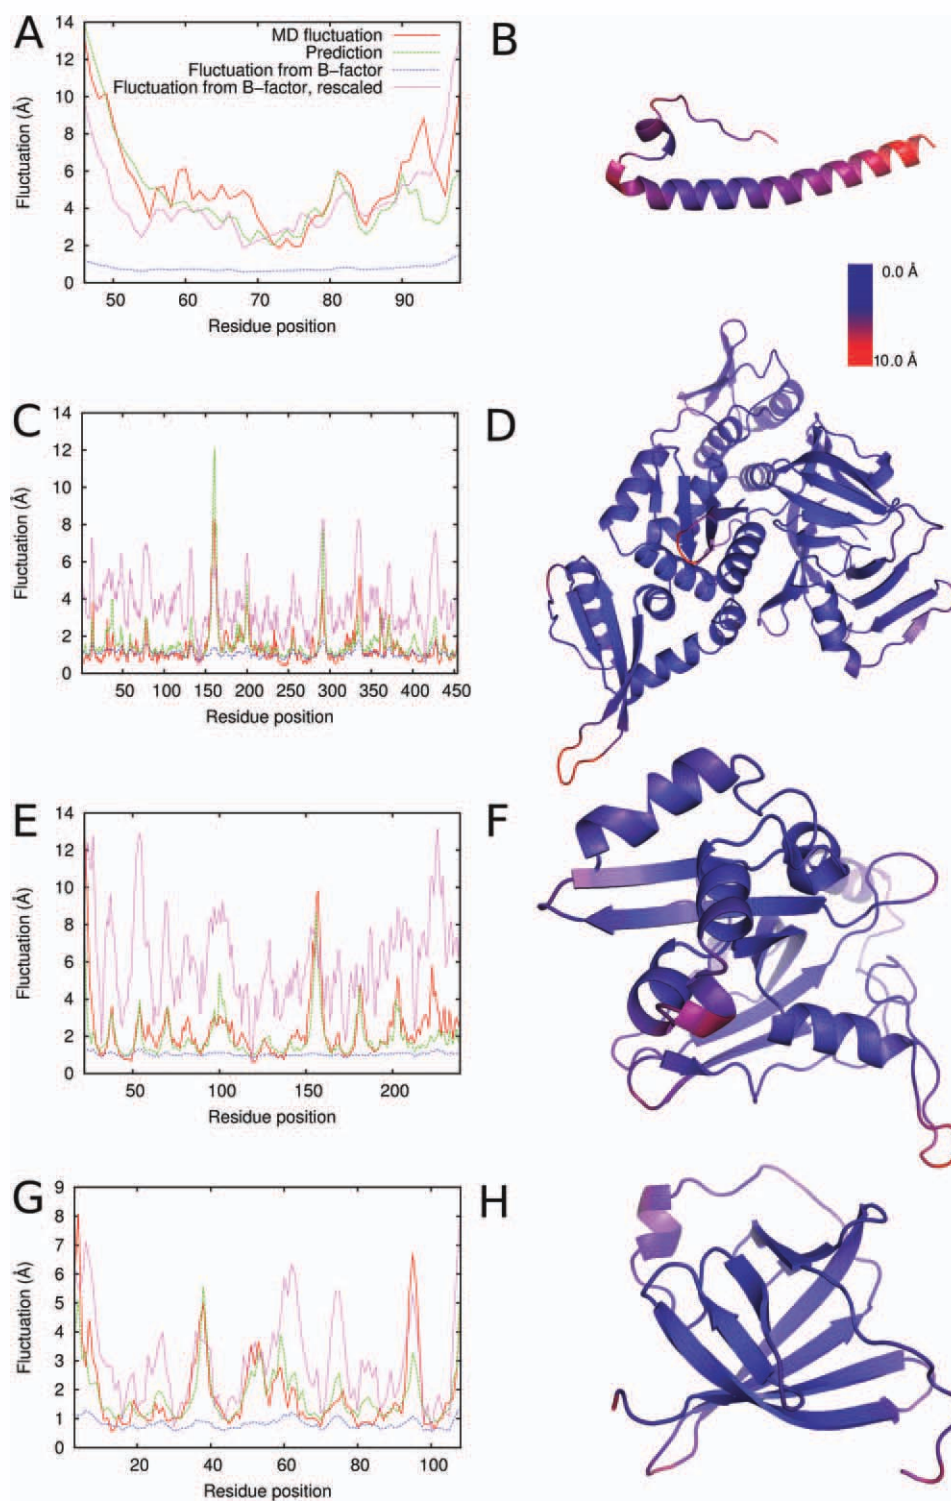 A
14
12
10
8
6
4
2
0
Fluctuation (Å)
MD fluctuation
Prediction
Fluctuation from B−factor
Fluctuation from B−factor, rescaled
50 60 70 80 90
Residue position
B
0.0 Å
10.0 Å
C
14
12
10
8
6
4
2
0
Fluctuation (Å)
50 100 150 200 250 300 350 400 450
Residue position
D
E
14
12
10
8
6
4
2
0
Fluctuation (Å)
50 100 150 200
Residue position
F
G
9
8
7
6
5
4
3
2
1
0
Fluctuation (Å)
20 40 60 80 100
Residue position
H